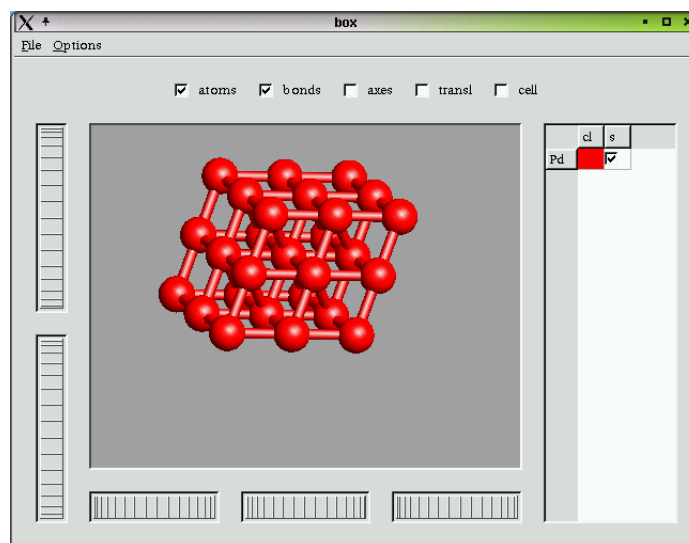 box
File Options
atoms bonds axes transl cell
cl s
Pd